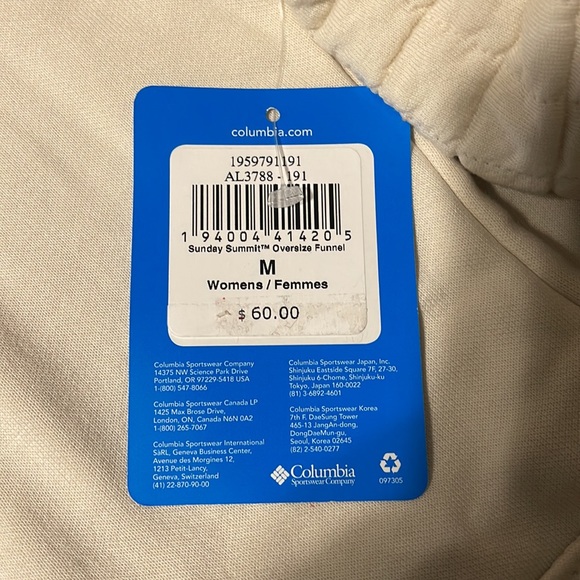 columbia.com
1959791191
AL3788 - 191
1 94004 41420 5
Sunday Summit™ Oversize Funnel
M
Womens / Femmes
$ 60.00
Columbia Sportswear Company
14375 NW Science Park Drive
Portland, OR 97229-5418 USA
1-(800) 547-8066
Columbia Sportswear Canada LP
1425 Max Brose Drive,
London, ON, Canada N6N 0A2
1-(800) 265-7067
Columbia Sportswear International
SàRL, Geneva Business Center,
Avenue des Morgines 12,
1213 Petit-Lancy,
Geneva, Switzerland
(41) 22-870-90-00
Columbia Sportswear Japan, Inc.
Shinjuku Eastside Square 7F, 27-30,
Shinjuku 6-Chome, Shinjuku-ku
Tokyo, Japan 160-0022
(81) 3-6892-4601
Columbia Sportswear Korea
7th F. DaeSung Tower
465-13 JangAn-dong,
DongDaeMun-gu,
Seoul, Korea 02645
(82) 2-540-0277
Columbia
Sportswear Company
097305